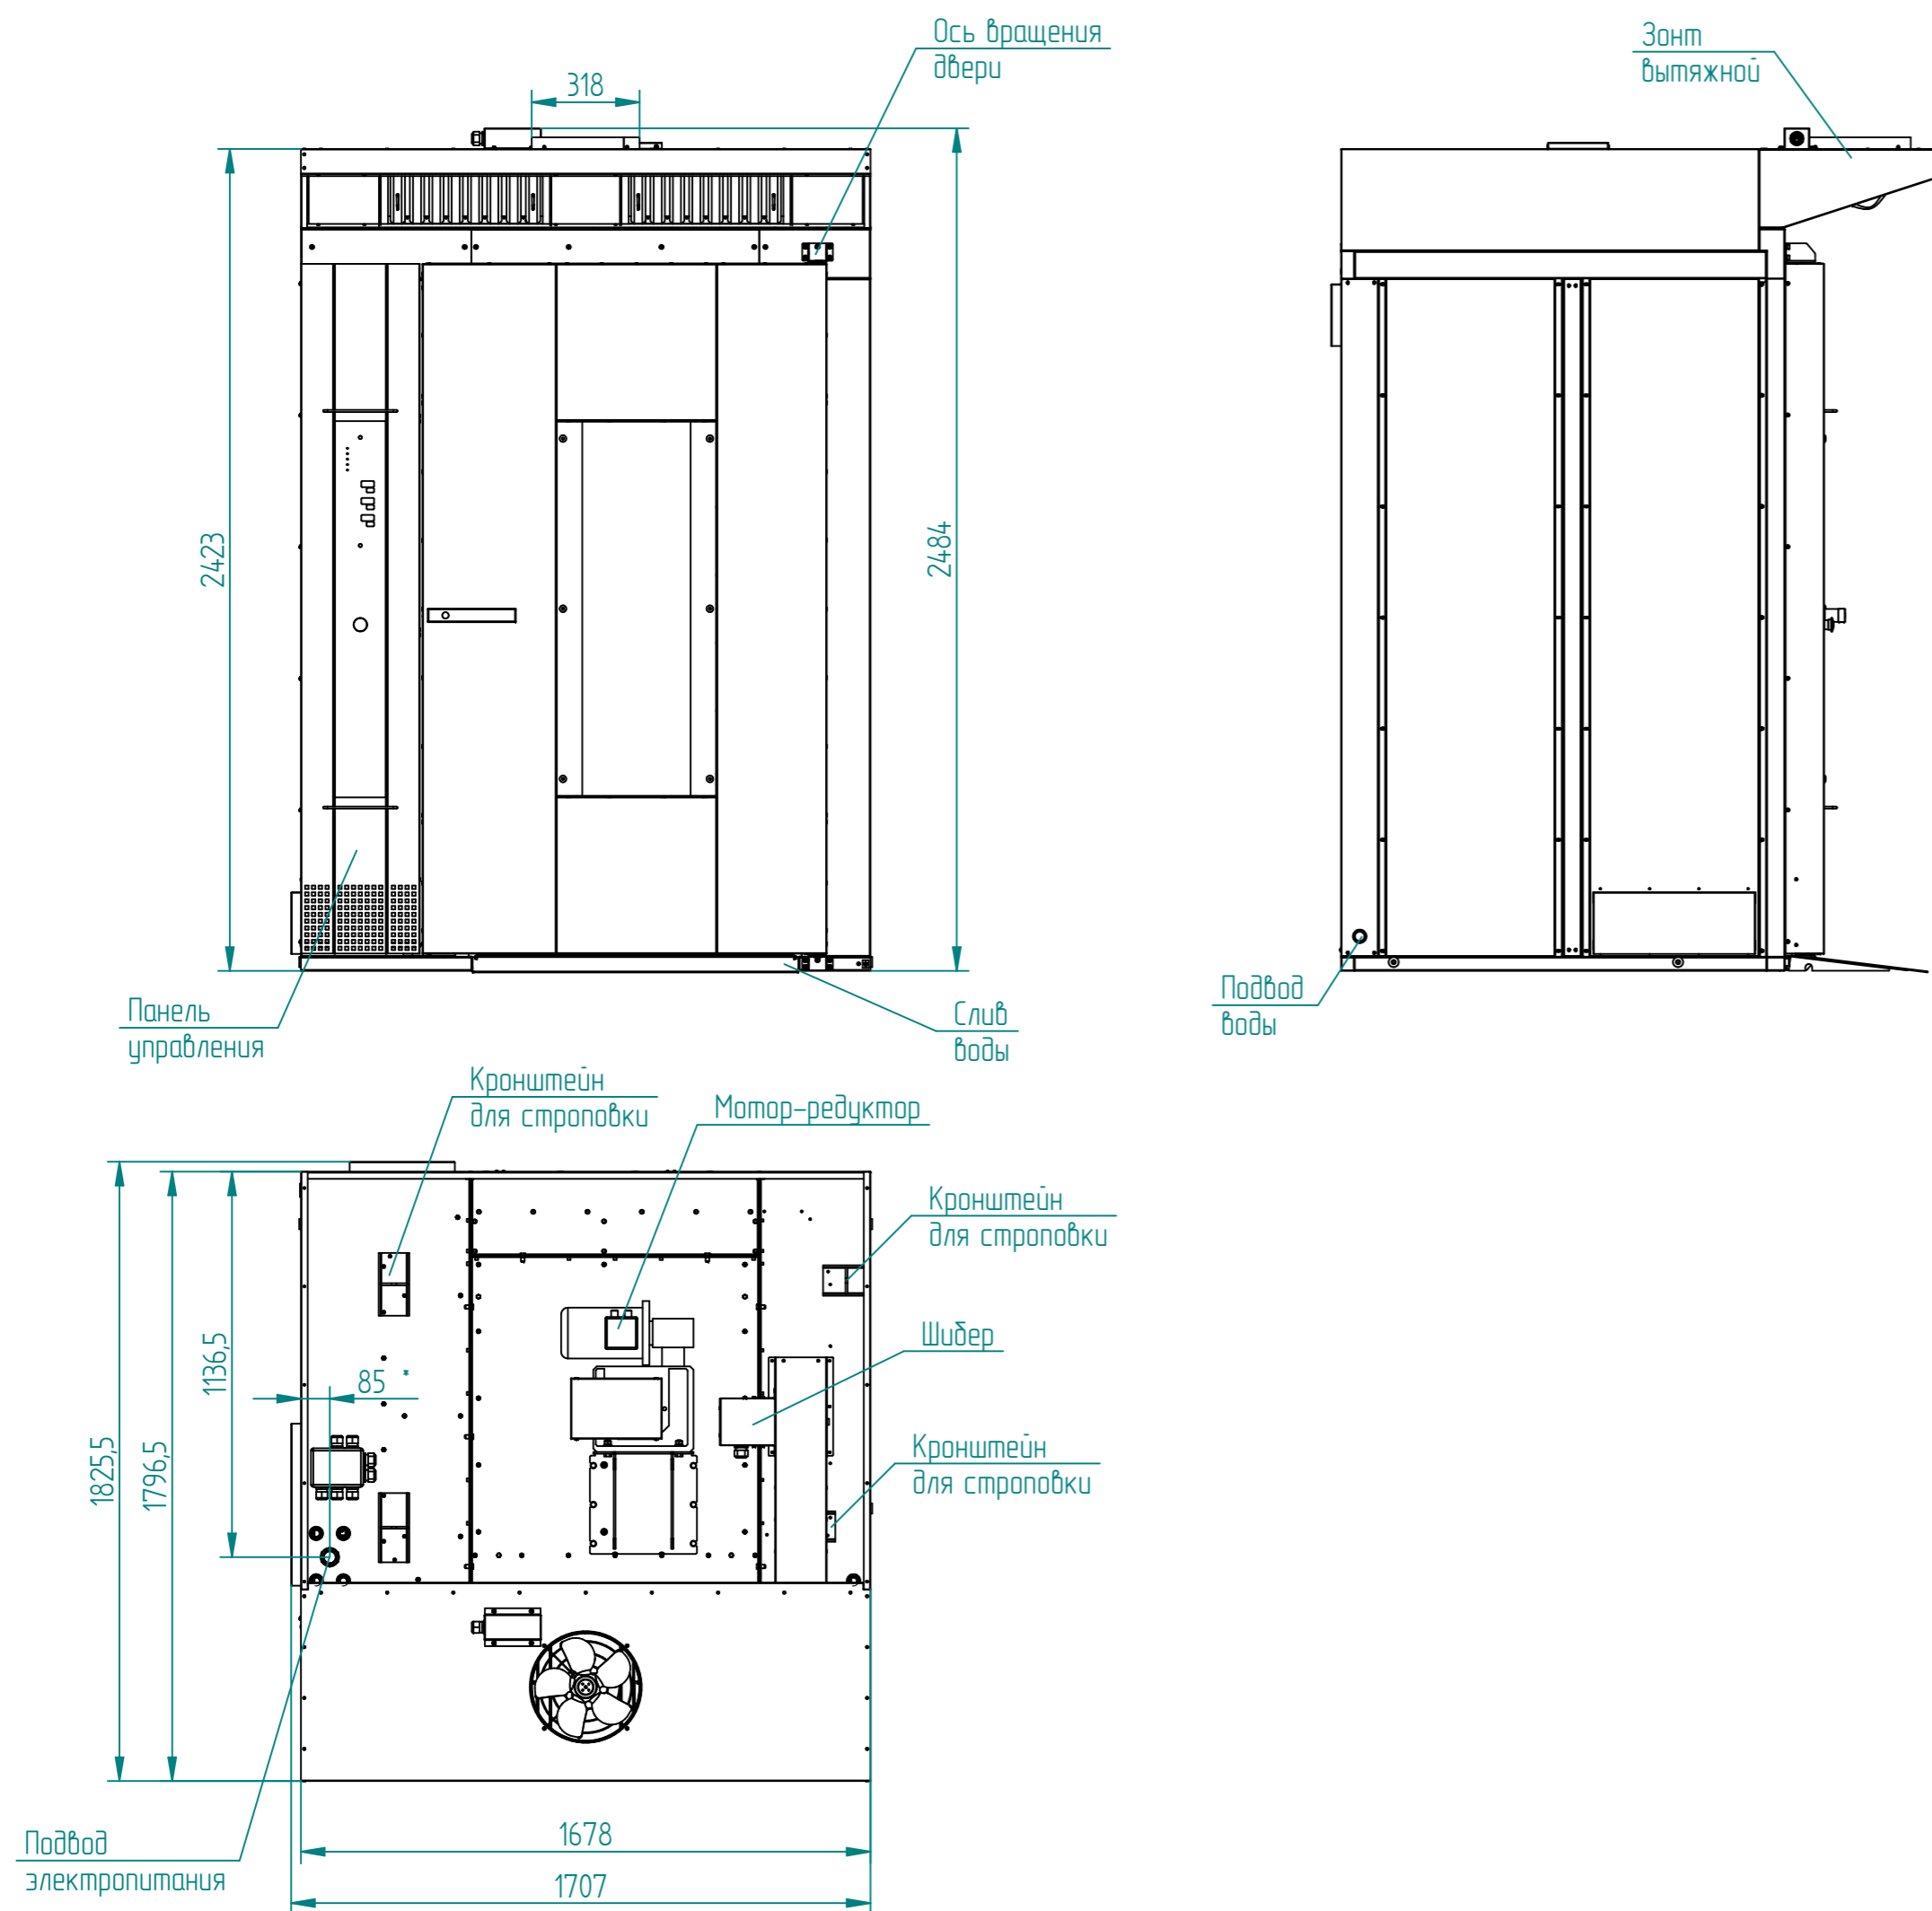 Ось вращения
двери
Зонт
вытяжной
318
2423
2484
Панель
управления
Слив
воды
Подвод
воды
Кронштейн
для строповки
Мотор-редуктор
Кронштейн
для строповки
Шибер
Кронштейн
для строповки
1136,5
85 *
1825,5
1796,5
Подвод
электропитания
1678
1707